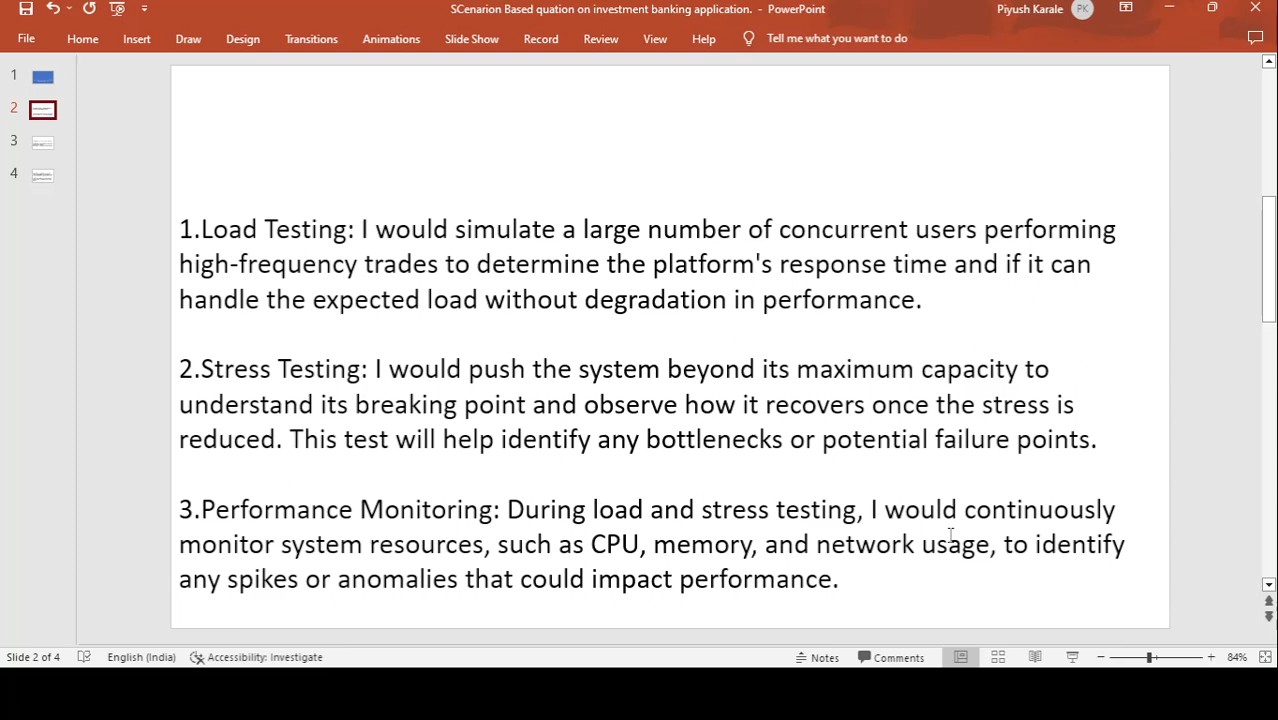 SCenarion Based quation on investment banking application. - PowerPoint
Piyush Karale PK
File Home Insert Draw Design Transitions Animations Slide Show Record Review View Help Tell me what you want to do
1
2
3
4
1.Load Testing: I would simulate a large number of concurrent users performing
high-frequency trades to determine the platform's response time and if it can
handle the expected load without degradation in performance.
2.Stress Testing: I would push the system beyond its maximum capacity to
understand its breaking point and observe how it recovers once the stress is
reduced. This test will help identify any bottlenecks or potential failure points.
3.Performance Monitoring: During load and stress testing, I would continuously
monitor system resources, such as CPU, memory, and network usage, to identify
any spikes or anomalies that could impact performance.
Slide 2 of 4 English (India) Accessibility: Investigate Notes Comments 84%